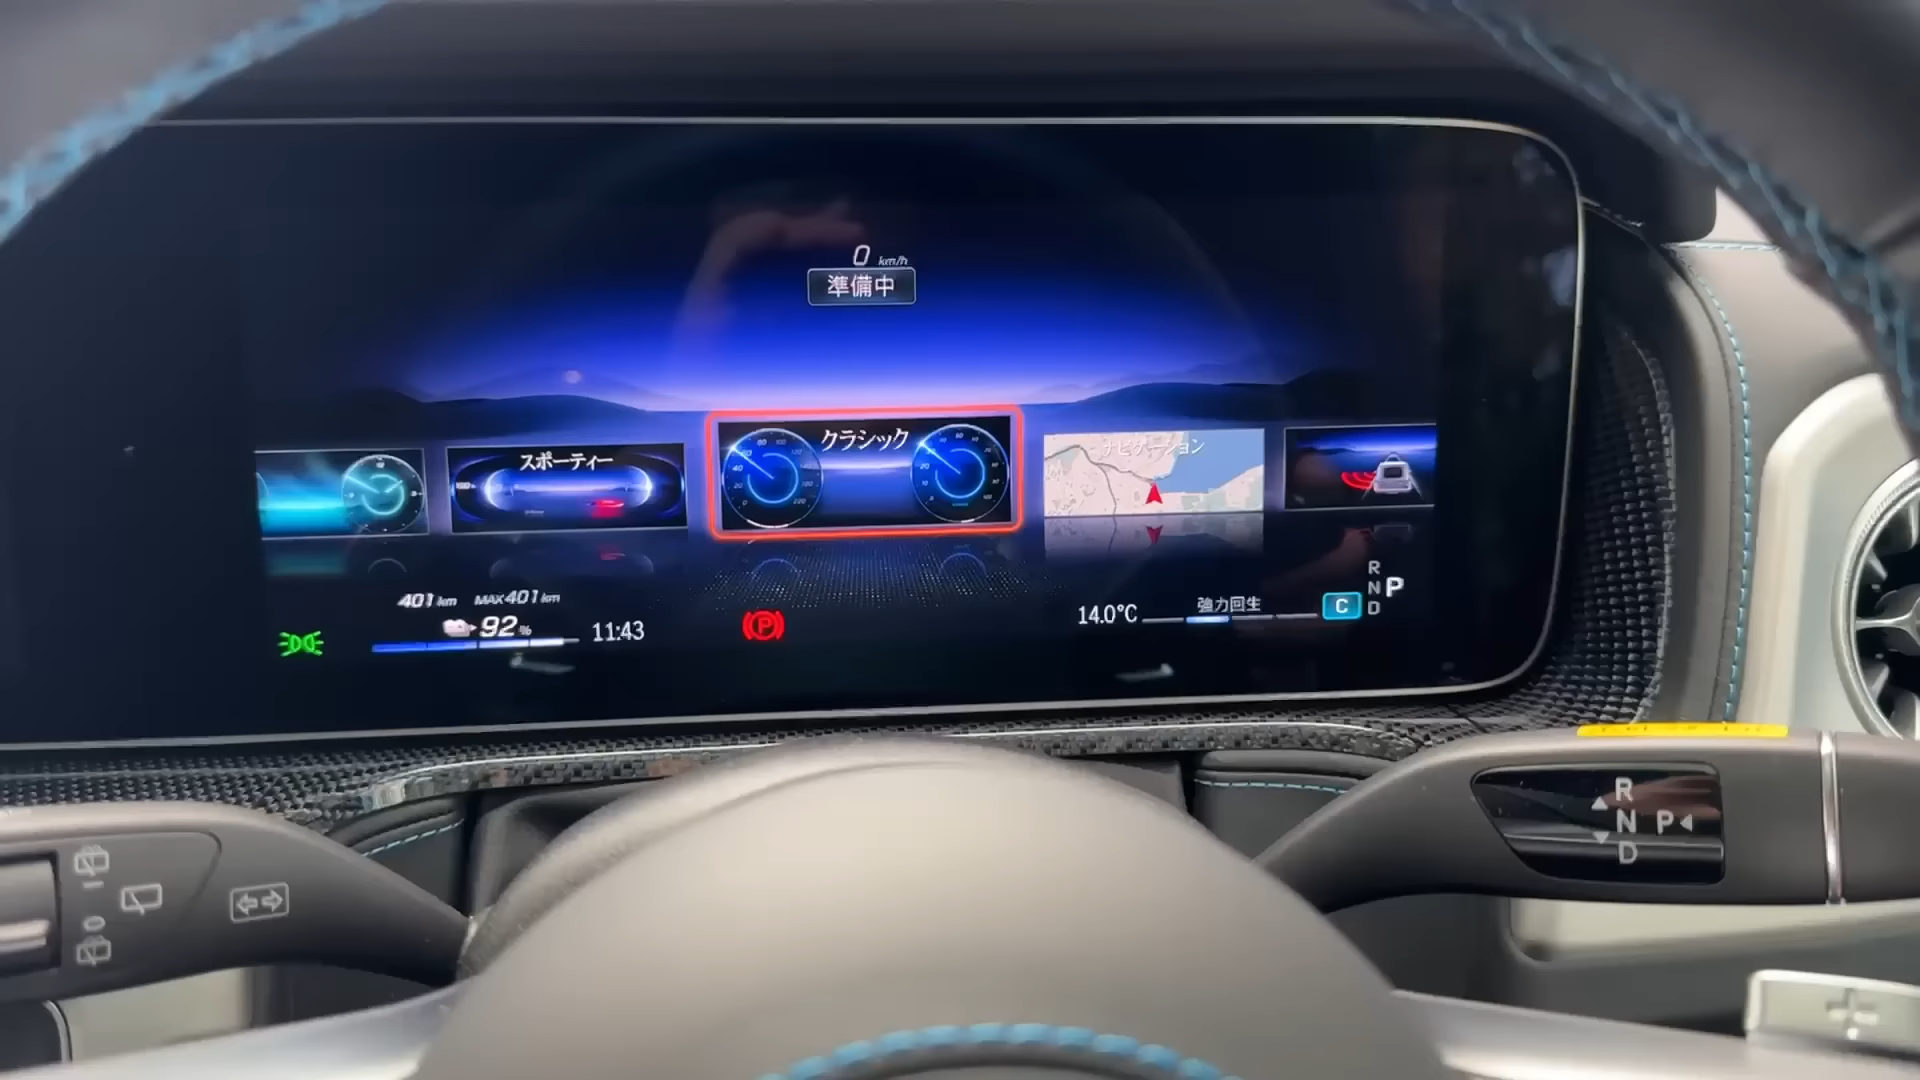 0 km/h
準備中
スポーティー
クラシック
ナビゲーション
401 km MAX 401 km
92 %
11:43
P
14.0°C
強力回生
C
R
N P
D
R
N P
D